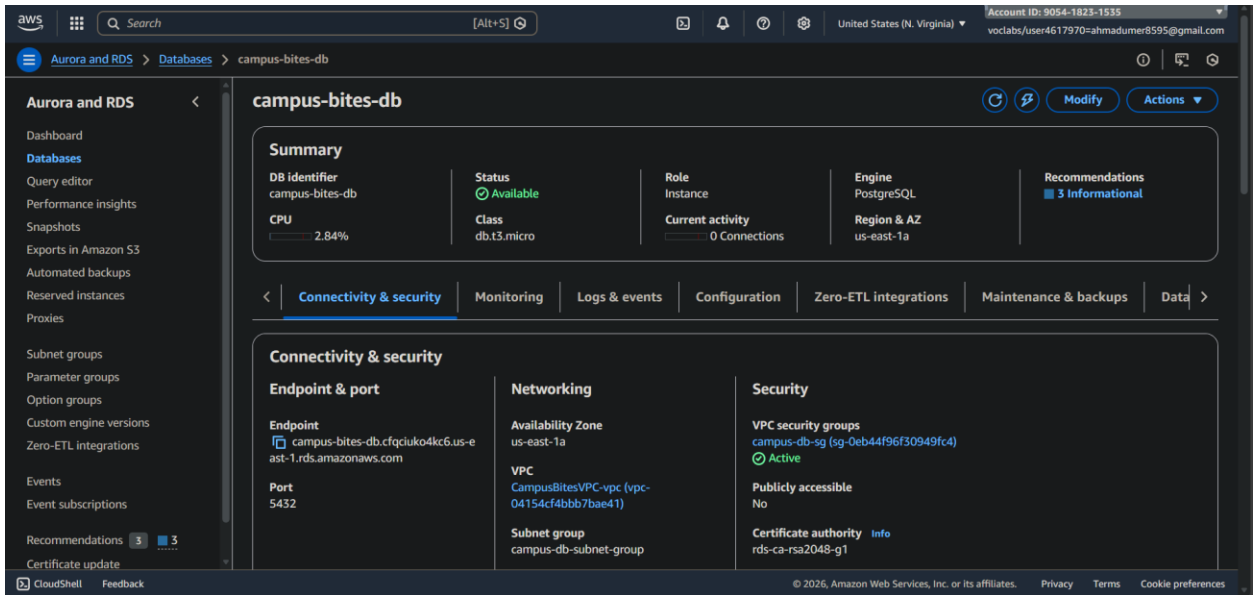 aws
Search
[Alt+S]
United States (N. Virginia) ▼
Account ID: 9054-1823-1535
voclabs/user4617970=ahmadumer8595@gmail.com
Aurora and RDS > Databases > campus-bites-db
Aurora and RDS
Dashboard
Databases
Query editor
Performance insights
Snapshots
Exports in Amazon S3
Automated backups
Reserved instances
Proxies
Subnet groups
Parameter groups
Option groups
Custom engine versions
Zero-ETL integrations
Events
Event subscriptions
Recommendations 3 3
Certificate update
campus-bites-db
Modify
Actions ▼
Summary
DB identifier
campus-bites-db
Status
Available
Role
Instance
Engine
PostgreSQL
Recommendations
3 Informational
CPU
2.84%
Class
db.t3.micro
Current activity
0 Connections
Region & AZ
us-east-1a
Connectivity & security
Monitoring
Logs & events
Configuration
Zero-ETL integrations
Maintenance & backups
Data
Connectivity & security
Endpoint & port
Endpoint
campus-bites-db.cfqciuko4kc6.us-e
ast-1.rds.amazonaws.com
Port
5432
Networking
Availability Zone
us-east-1a
VPC
CampusBitesVPC-vpc (vpc-
04154cf4bbb7bae41)
Subnet group
campus-db-subnet-group
Security
VPC security groups
campus-db-sg (sg-0eb44f96f30949fc4)
Active
Publicly accessible
No
Certificate authority Info
rds-ca-rsa2048-g1
CloudShell
Feedback
© 2026, Amazon Web Services, Inc. or its affiliates.
Privacy
Terms
Cookie preferences